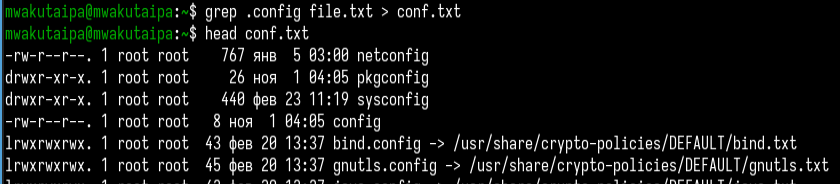 mwakutaipa@mwakutaipa:~$ grep .config file.txt > conf.txt
mwakutaipa@mwakutaipa:~$ head conf.txt
-rw-r--r--. 1 root root 767 янв 5 03:00 netconfig
drwxr-xr-x. 1 root root 26 ноя 1 04:05 pkgconfig
drwxr-xr-x. 1 root root 440 фев 23 11:19 sysconfig
-rw-r--r--. 1 root root 8 ноя 1 04:05 config
lrwxrwxrwx. 1 root root 43 фев 20 13:37 bind.config -> /usr/share/crypto-policies/DEFAULT/bind.txt
lrwxrwxrwx. 1 root root 45 фев 20 13:37 gnutls.config -> /usr/share/crypto-policies/DEFAULT/gnutls.txt